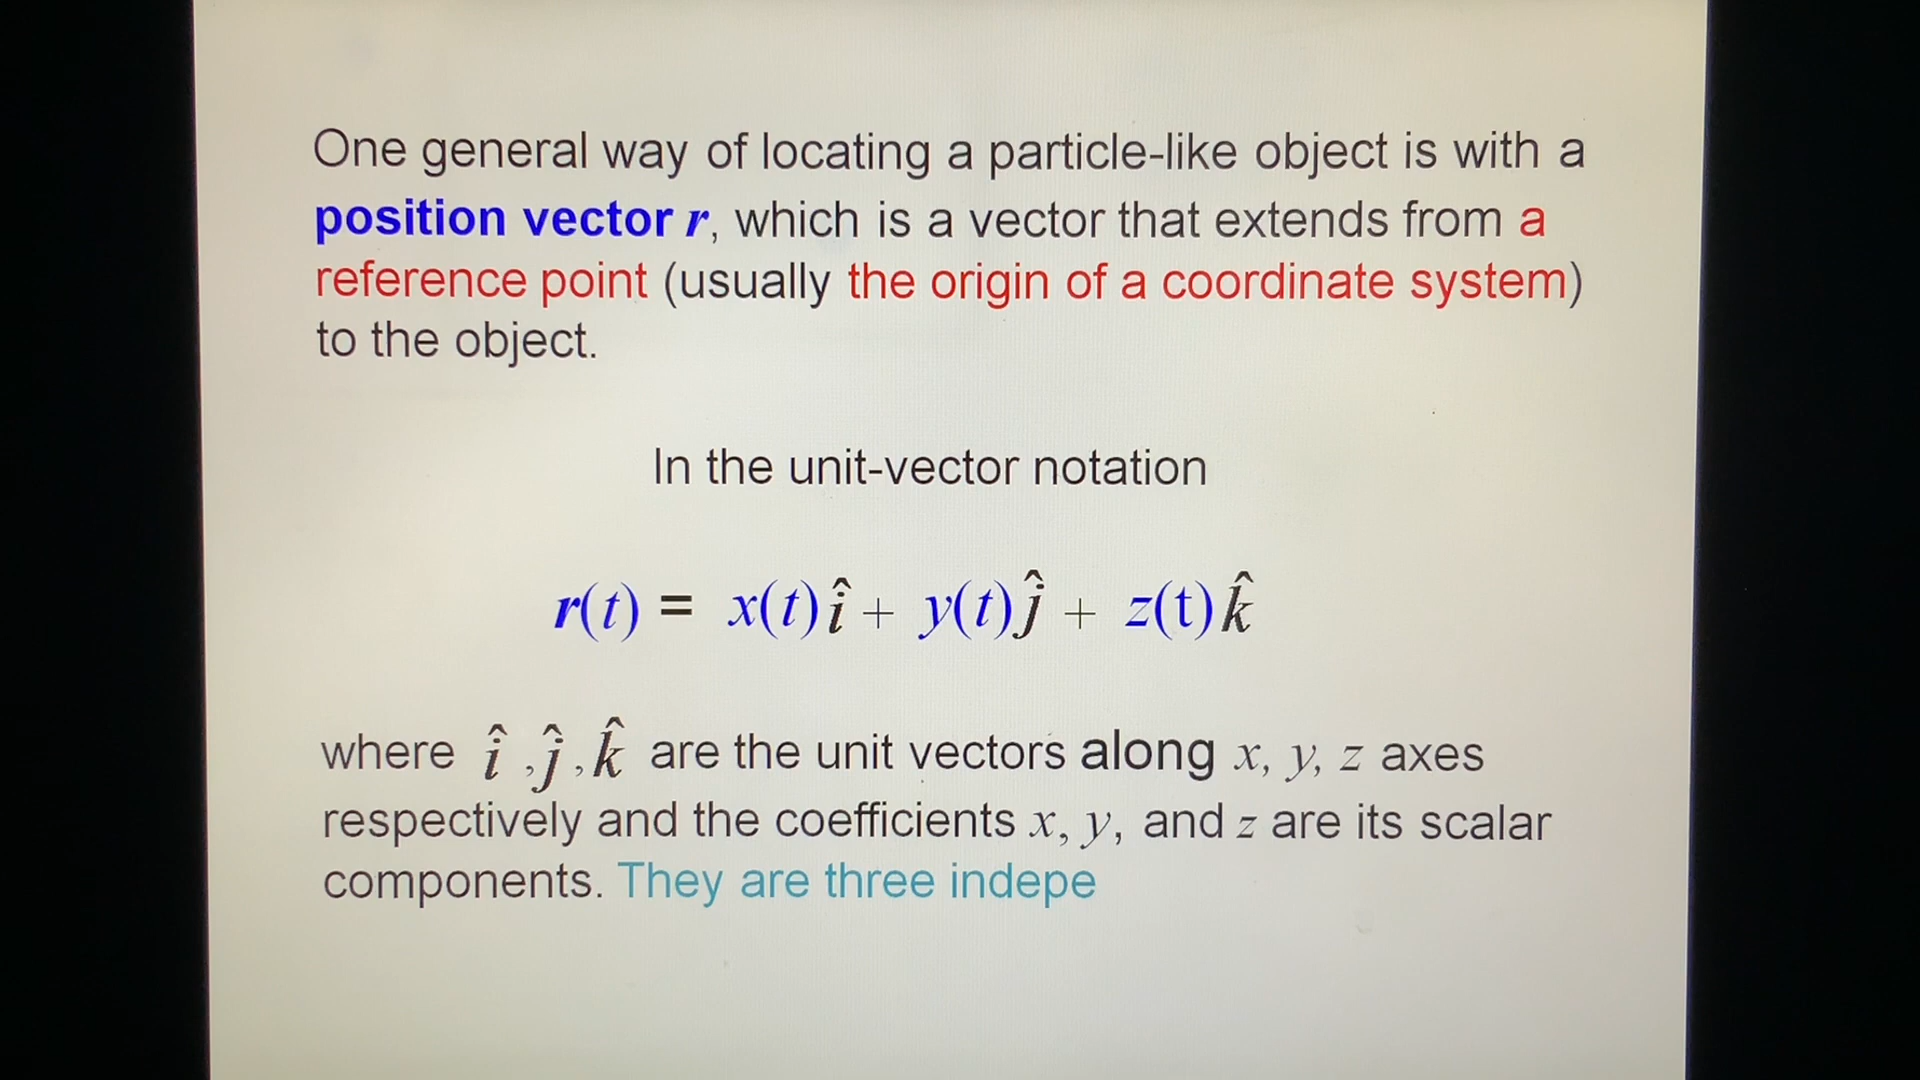 One general way of locating a particle-like object is with a
position vector r, which is a vector that extends from a
reference point (usually the origin of a coordinate system)
to the object.
In the unit-vector notation
r(t) = x(t)î + y(t)ĵ + z(t)k̂
where î , ĵ , k̂ are the unit vectors along x, y, z axes
respectively and the coefficients x, y, and z are its scalar
components. They are three indepe